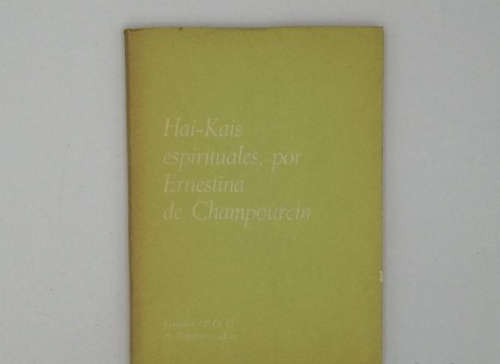 Hai-Kais
espirituales, por
Ernestina
de Champourcin